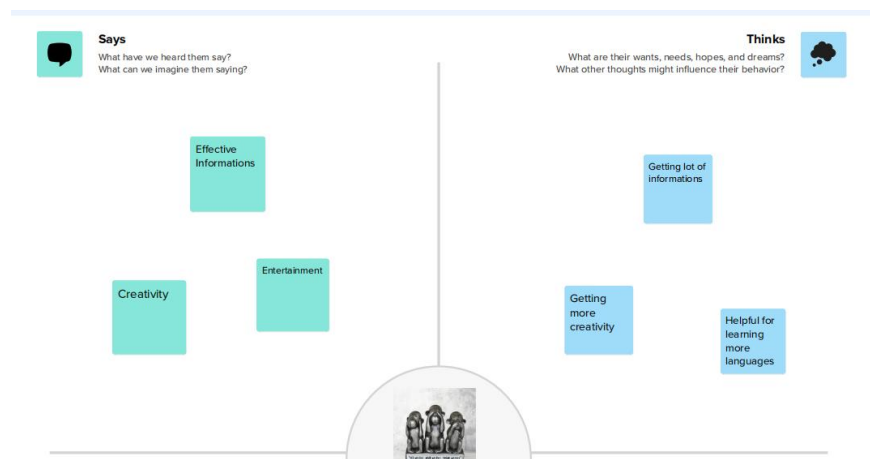 Says
What have we heard them say?
What can we imagine them saying?
Thinks
What are their wants, needs, hopes, and dreams?
What other thoughts might influence their behavior?
Effective
Informations
Creativity
Entertainment
Getting lot of
informations
Getting
more
creativity
Helpful for
learning
more
languages